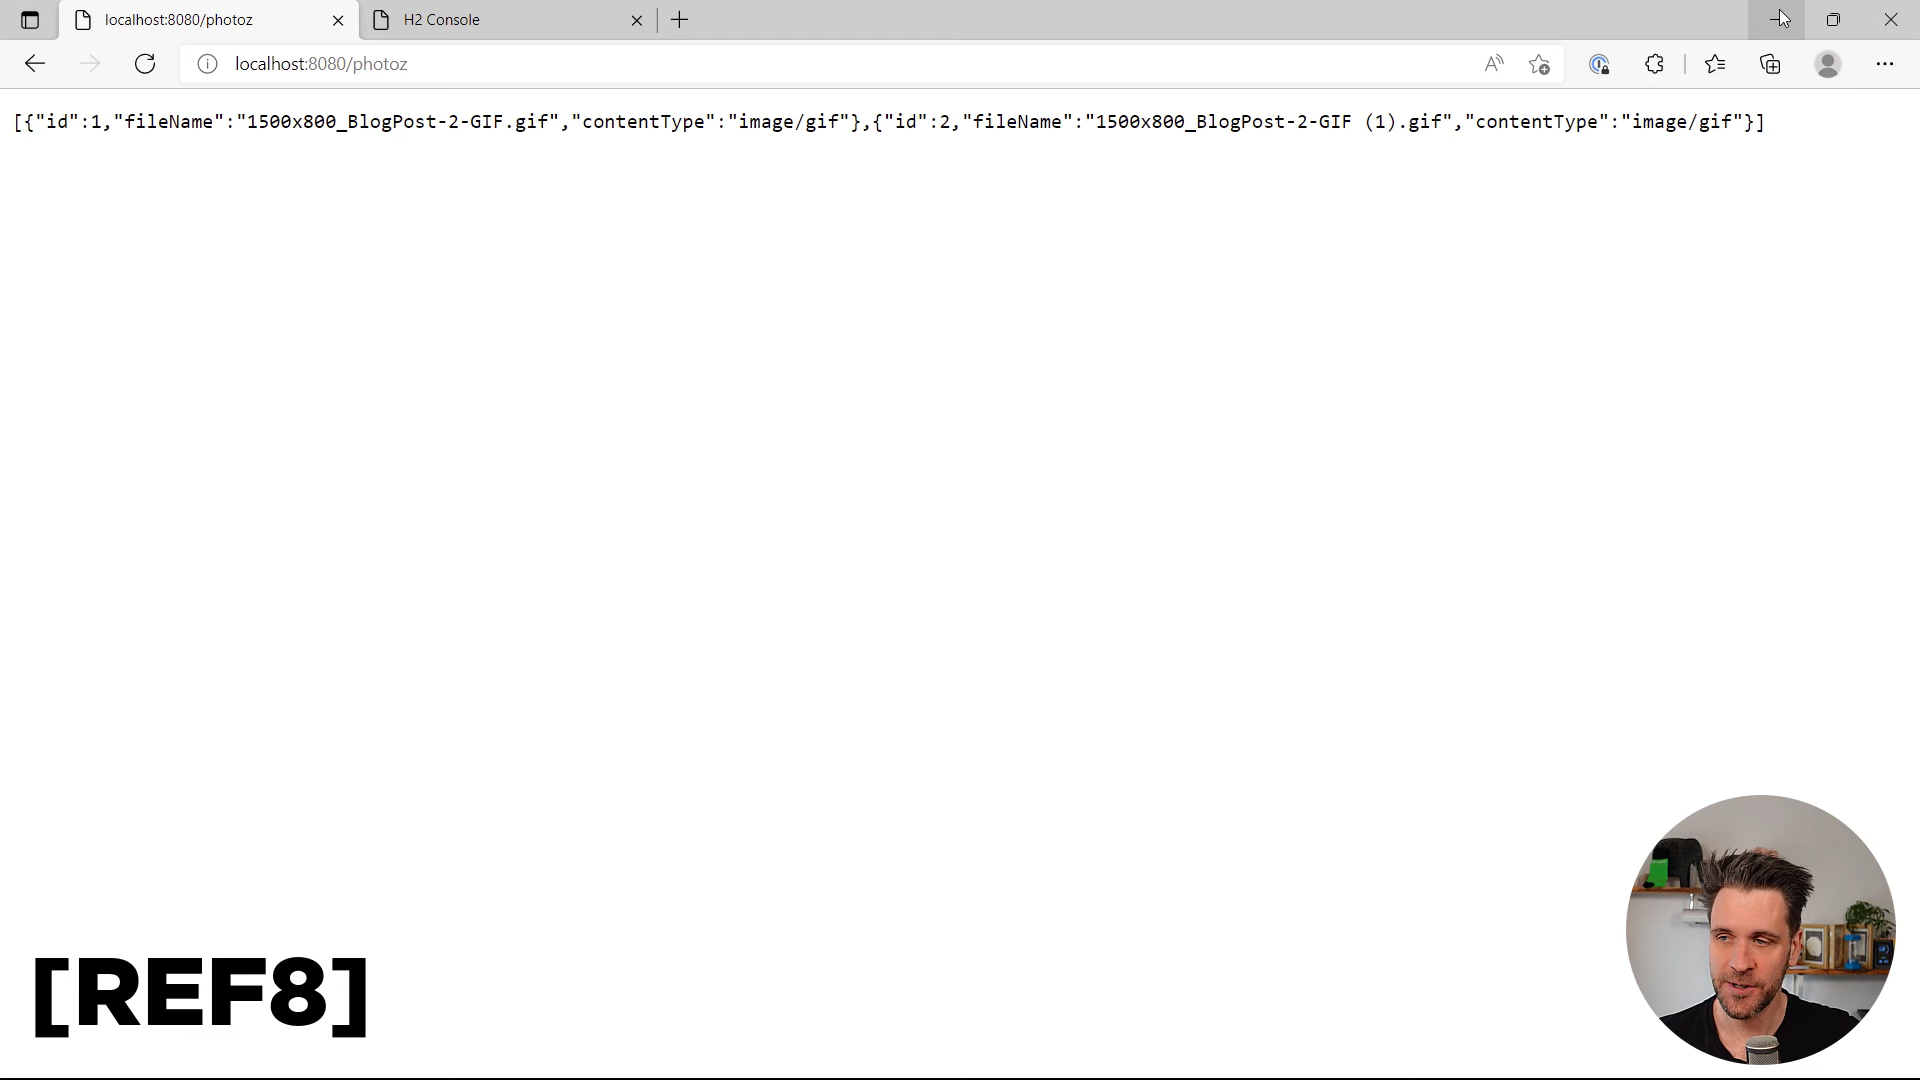 localhost:8080/photoz
H2 Console
localhost:8080/photoz
[{"id":1,"fileName":"1500x800_BlogPost-2-GIF.gif","contentType":"image/gif"},{"id":2,"fileName":"1500x800_BlogPost-2-GIF (1).gif","contentType":"image/gif"}]
[REF8]